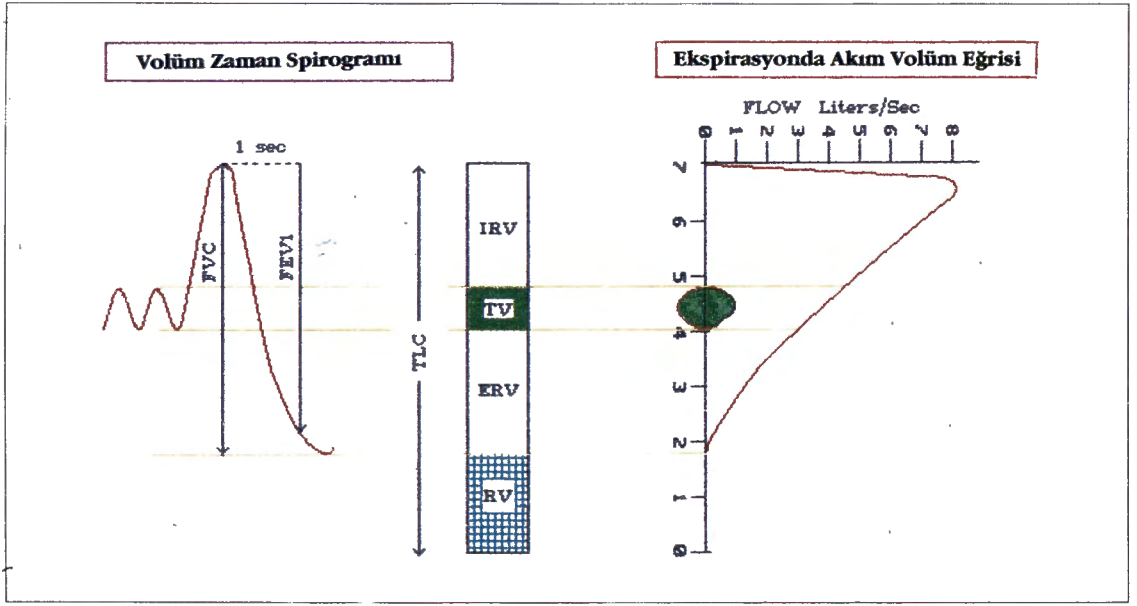 Volüm Zaman Spirogramı
Ekspirasyonda Akım Volüm Eğrisi
FLOW Liters/Sec
0 1 2 3 4 5 6 7 8
1 sec
FVC
FEV1
TLC
IRV
TV
ERV
RV
7
6
5
4
3
2
1
0